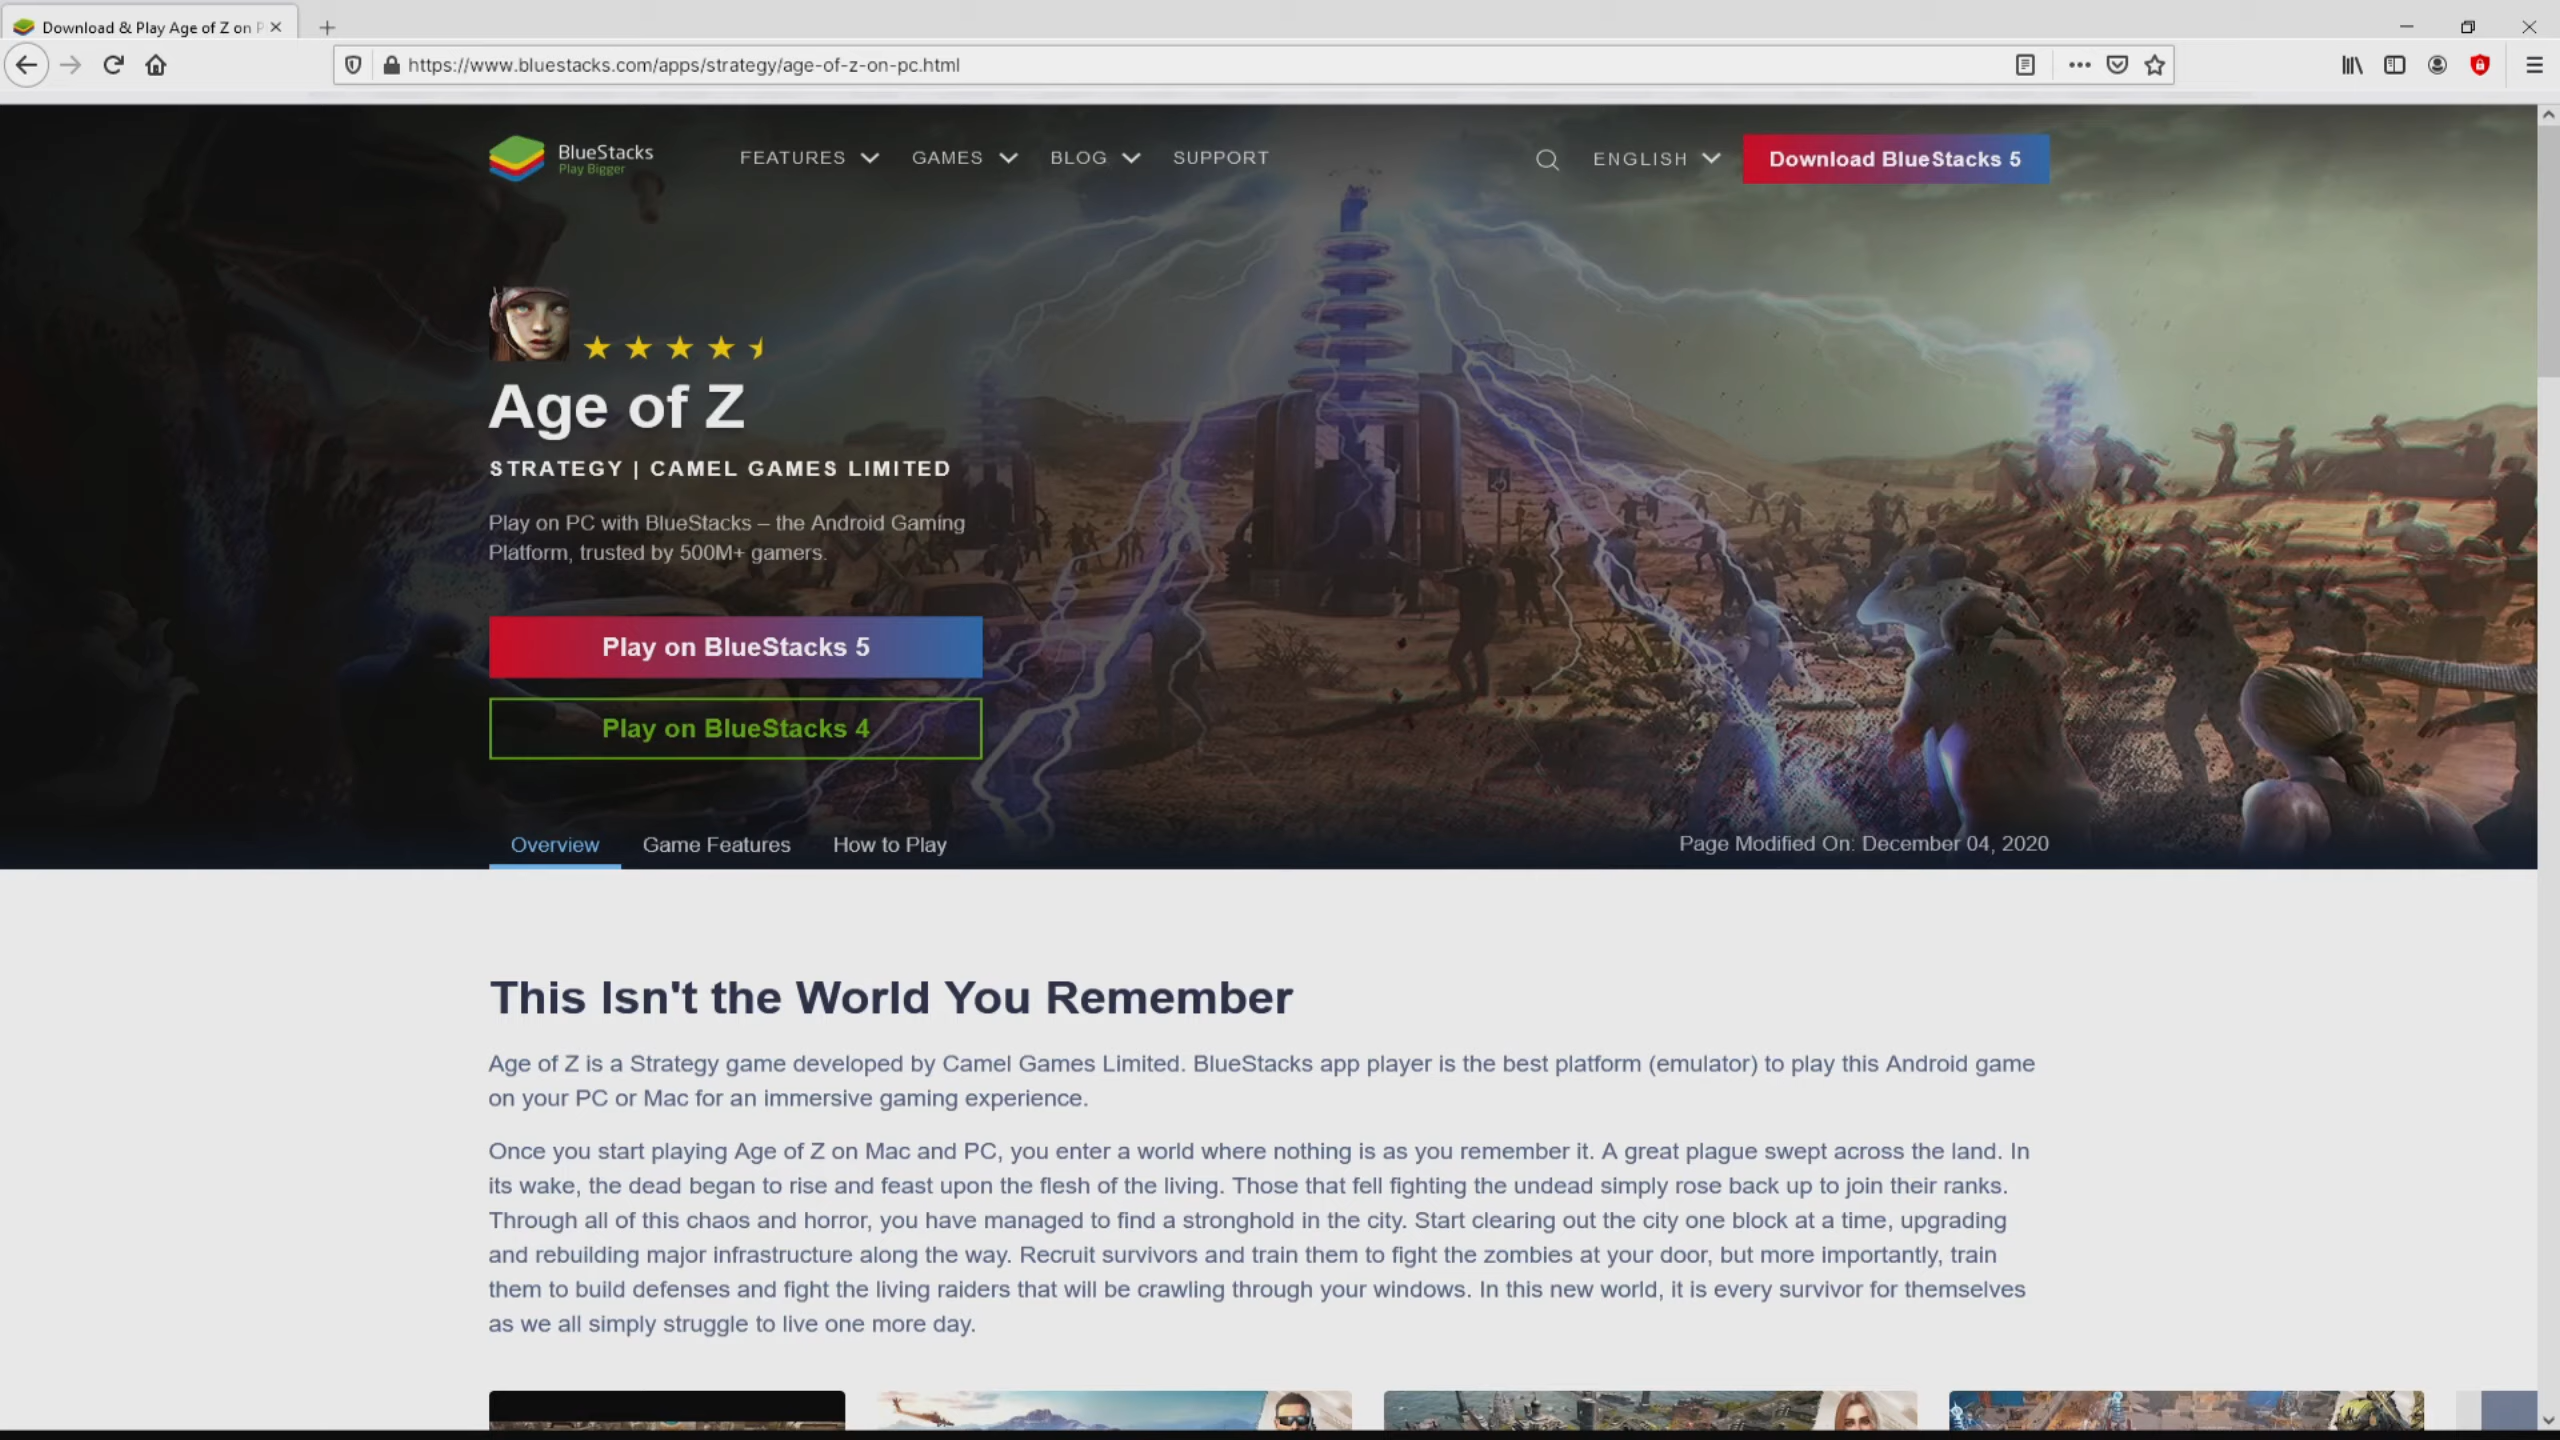 Download & Play Age of Z on P
https://www.bluestacks.com/apps/strategy/age-of-z-on-pc.html
BlueStacks
Play Bigger
FEATURES
GAMES
BLOG
SUPPORT
ENGLISH
Download BlueStacks 5
Age of Z
STRATEGY | CAMEL GAMES LIMITED
Play on PC with BlueStacks – the Android Gaming
Platform, trusted by 500M+ gamers.
Play on BlueStacks 5
Play on BlueStacks 4
Overview
Game Features
How to Play
Page Modified On: December 04, 2020
This Isn't the World You Remember
Age of Z is a Strategy game developed by Camel Games Limited. BlueStacks app player is the best platform (emulator) to play this Android game
on your PC or Mac for an immersive gaming experience.
Once you start playing Age of Z on Mac and PC, you enter a world where nothing is as you remember it. A great plague swept across the land. In
its wake, the dead began to rise and feast upon the flesh of the living. Those that fell fighting the undead simply rose back up to join their ranks.
Through all of this chaos and horror, you have managed to find a stronghold in the city. Start clearing out the city one block at a time, upgrading
and rebuilding major infrastructure along the way. Recruit survivors and train them to fight the zombies at your door, but more importantly, train
them to build defenses and fight the living raiders that will be crawling through your windows. In this new world, it is every survivor for themselves
as we all simply struggle to live one more day.